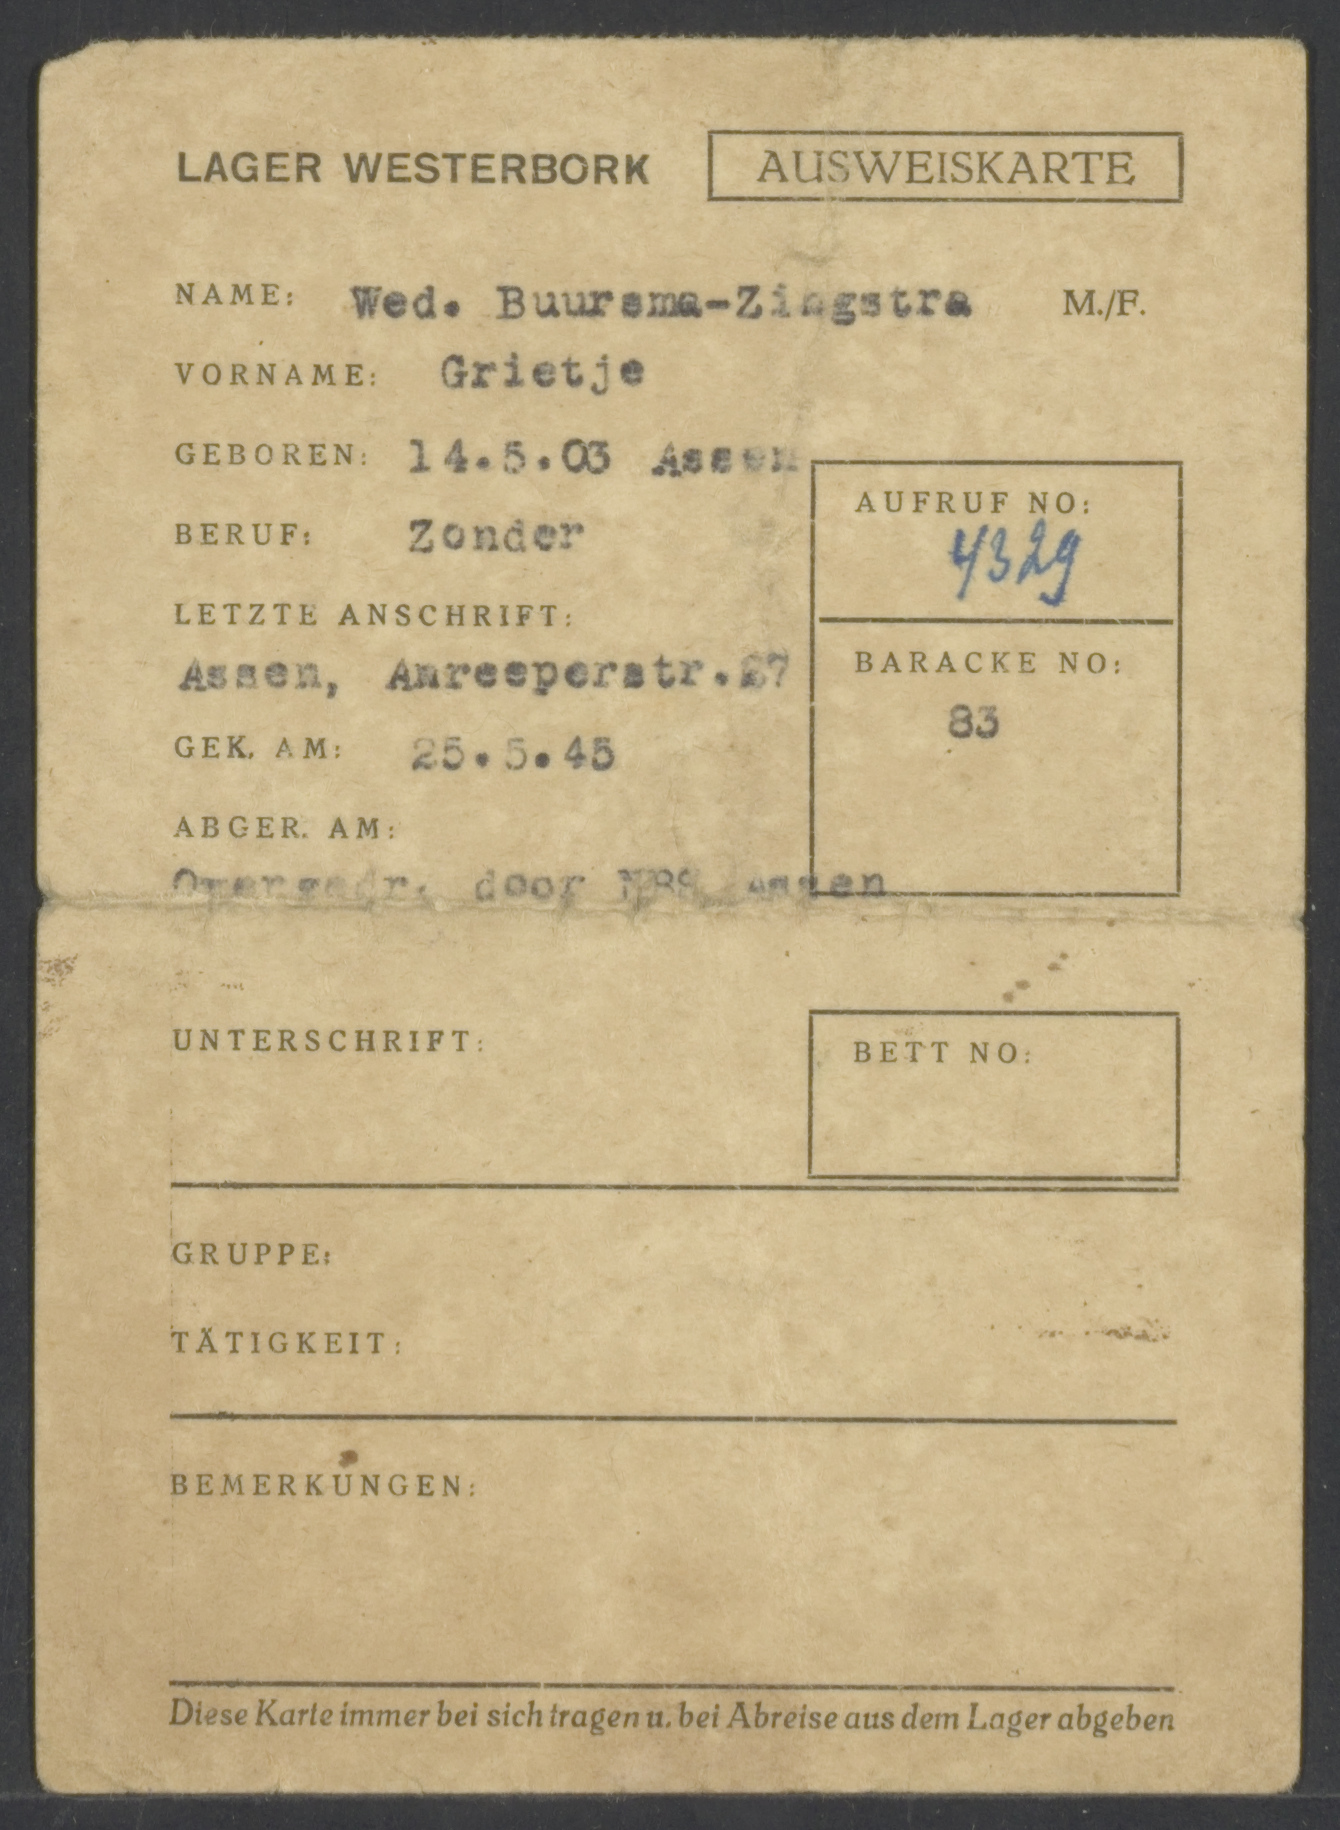 LAGER WESTERBORK AUSWEISKARTE
NAME: Wed. Buursma-Zingstra M./F.
VORNAME: Grietje
GEBOREN: 14.5.03 Assen
BERUF: Zonder
AUFRUF NO:
4329
LETZTE ANSCHRIFT:
Assen, Anreeperstr.27
BARACKE NO:
83
GEK. AM: 25.5.45
ABGER. AM:
door NBS Assen
UNTERSCHRIFT:
BETT NO:
GRUPPE:
TÄTIGKEIT:
BEMERKUNGEN:
Diese Karte immer bei sich tragen u. bei Abreise aus dem Lager abgeben